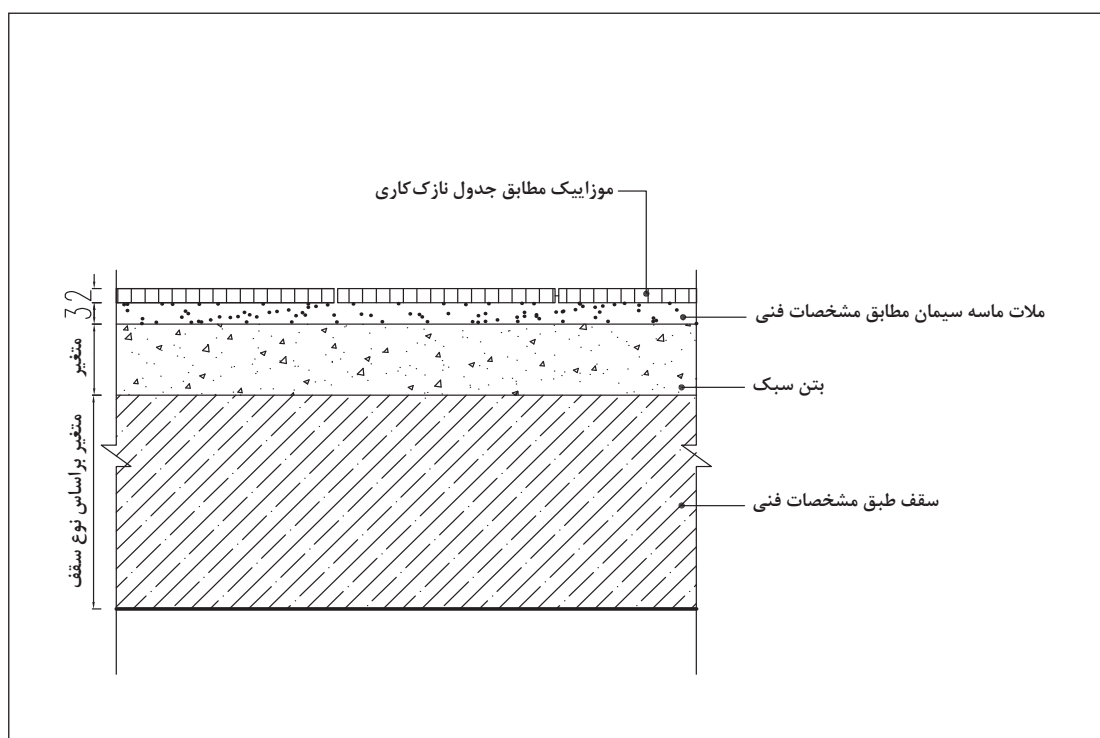 موزاییک مطابق جدول نازک‌کاری
ملات ماسه سیمان مطابق مشخصات فنی
بتن سبک
سقف طبق مشخصات فنی
2
3
متغیر
متغیر براساس نوع سقف